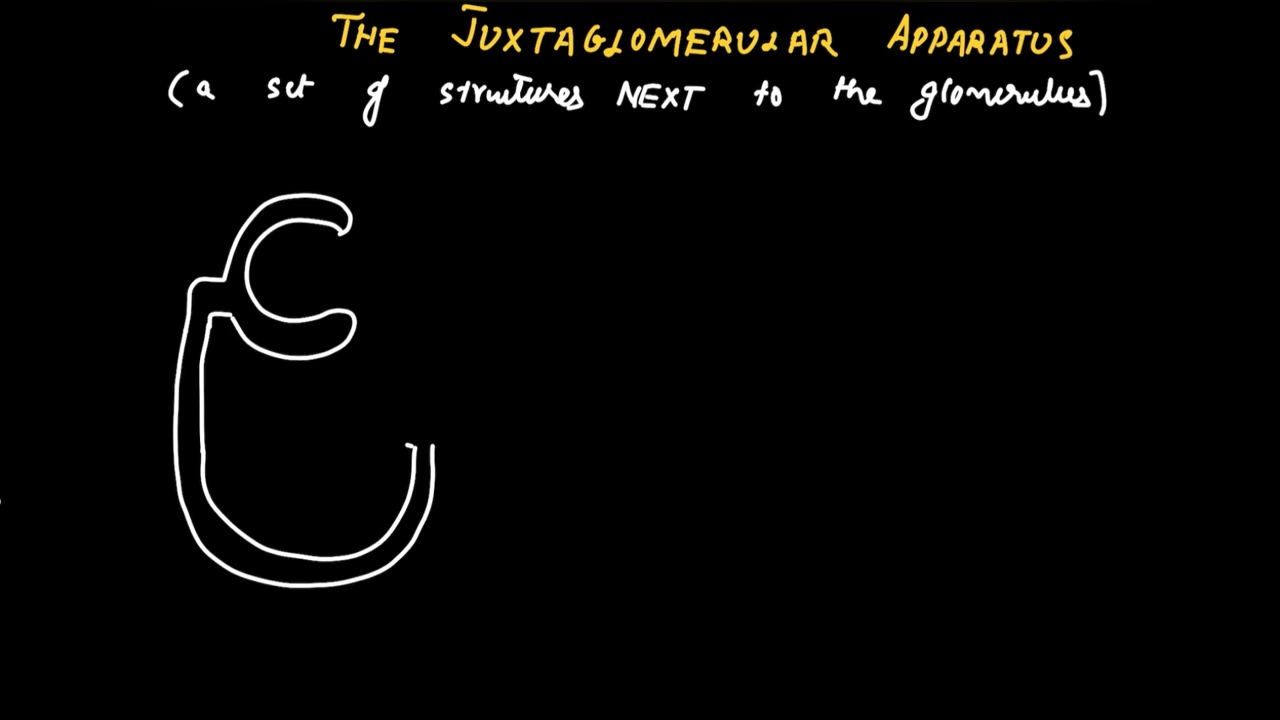 THE JUXTAGLOMERULAR APPARATUS
(a set of structures NEXT to the glomerulus)